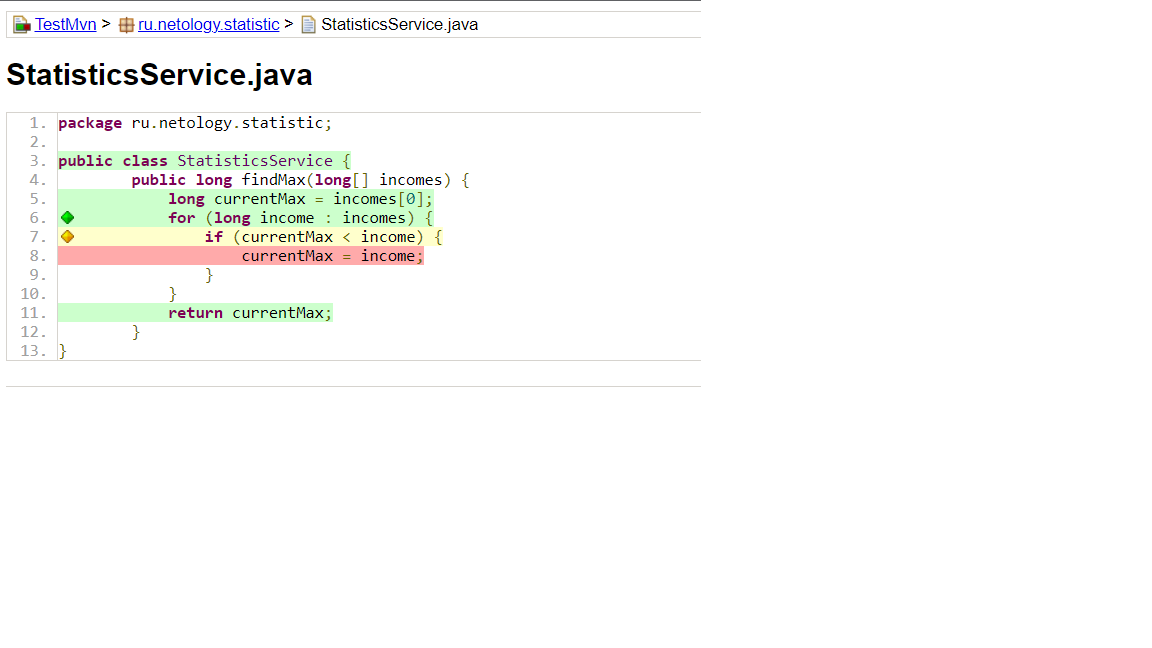 TestMvn > ru.netology.statistic > StatisticsService.java
StatisticsService.java
1. package ru.netology.statistic;
2.
3. public class StatisticsService {
4.         public long findMax(long[] incomes) {
5.             long currentMax = incomes[0];
6.             for (long income : incomes) {
7.                 if (currentMax < income) {
8.                     currentMax = income;
9.                 }
10.             }
11.             return currentMax;
12.         }
13. }